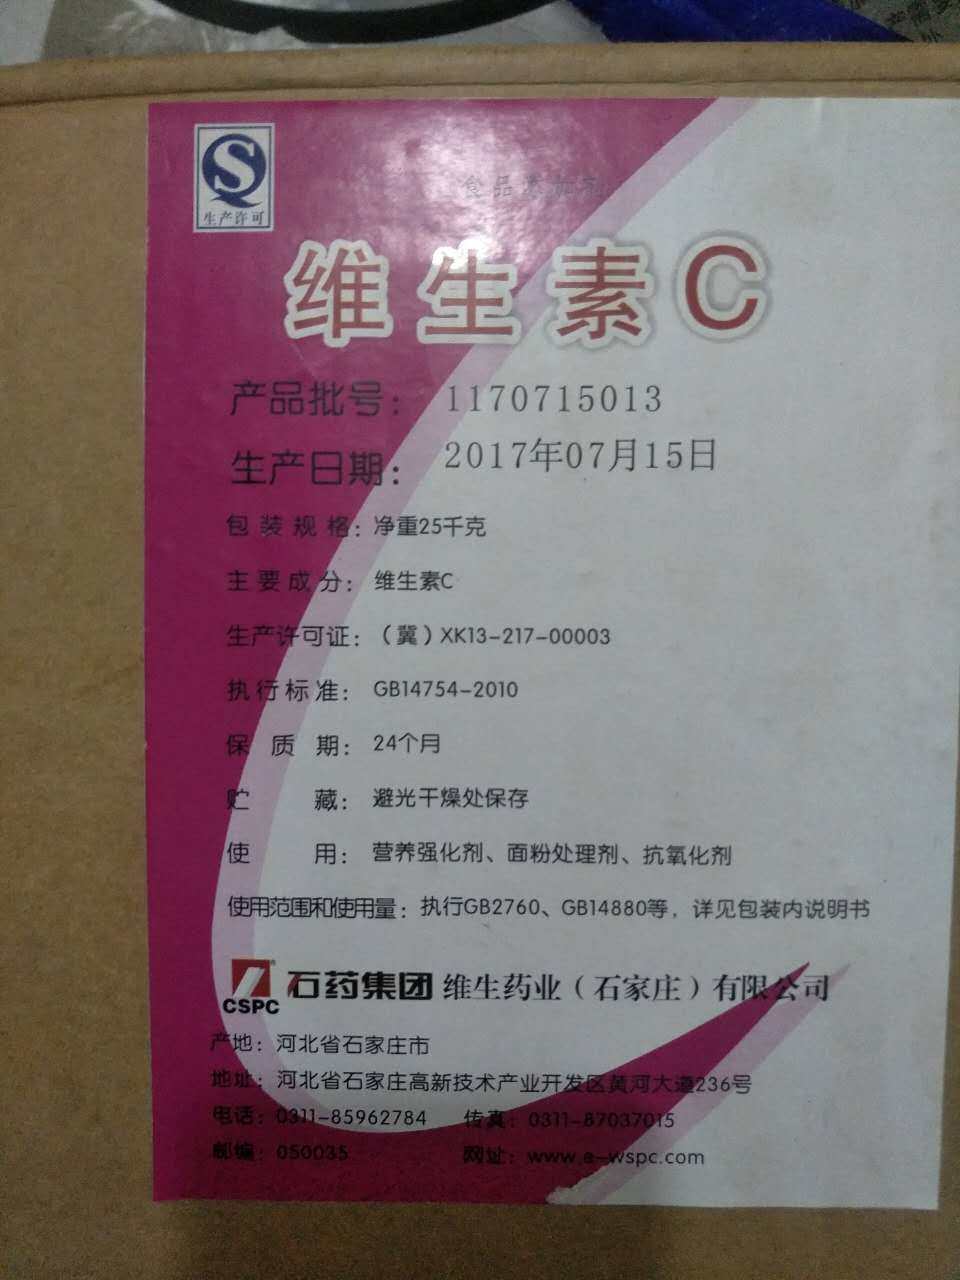 生产许可
食品添加剂
维生素C
产品批号： 1170715013
生产日期： 2017年07月15日
包装规格：净重25千克
主要成分：维生素C
生产许可证：（冀）XK13-217-00003
执行标准：GB14754-2010
保质期：24个月
贮藏：避光干燥处保存
使用：营养强化剂、面粉处理剂、抗氧化剂
使用范围和使用量：执行GB2760、GB14880等，详见包装内说明书
CSPC 石药集团 维生药业（石家庄）有限公司
产地：河北省石家庄市
地址：河北省石家庄高新技术产业开发区黄河大道236号
电话：0311-85962784 传真：0311-87037015
邮编：050035 网址：www.e-wspc.com